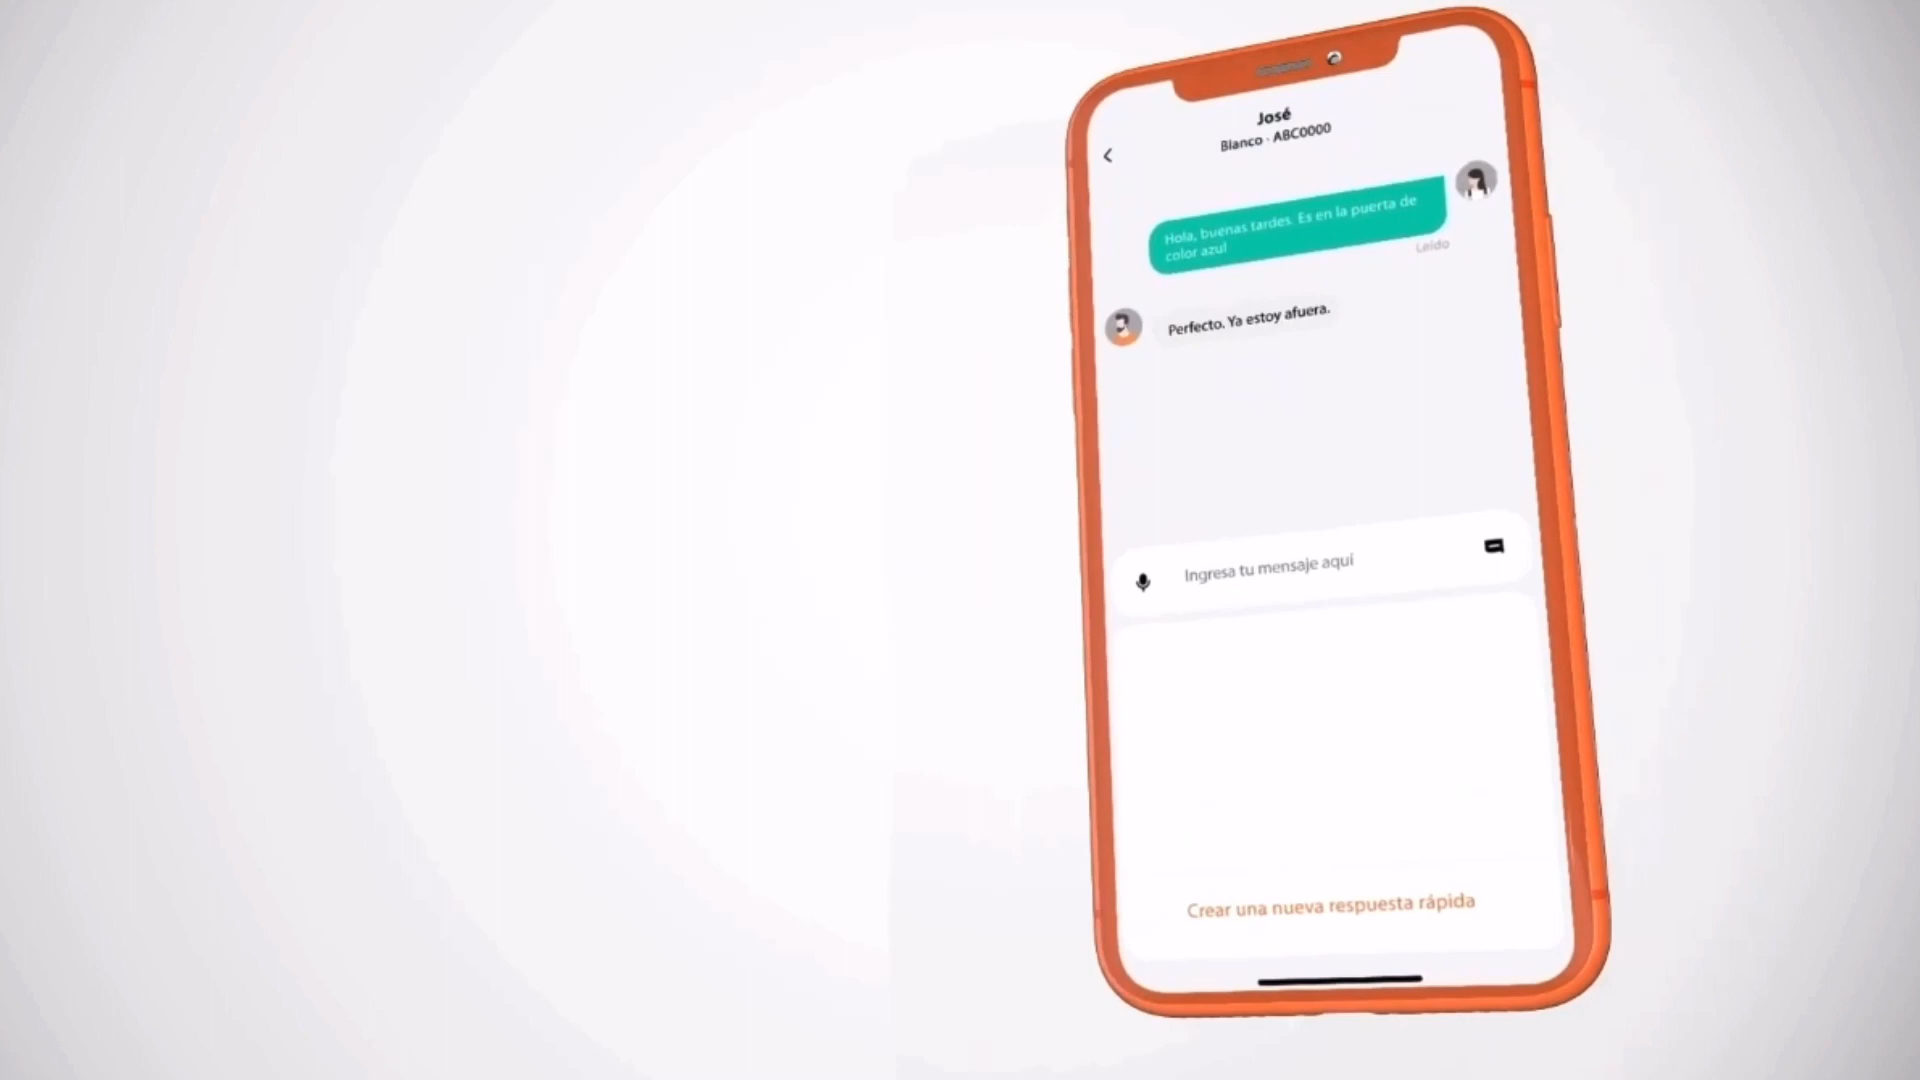 José
Blanco · ABC0000
Hola, buenas tardes. Es en la puerta de
color azul
Leído
Perfecto. Ya estoy afuera.
Ingresa tu mensaje aquí
Crear una nueva respuesta rápida